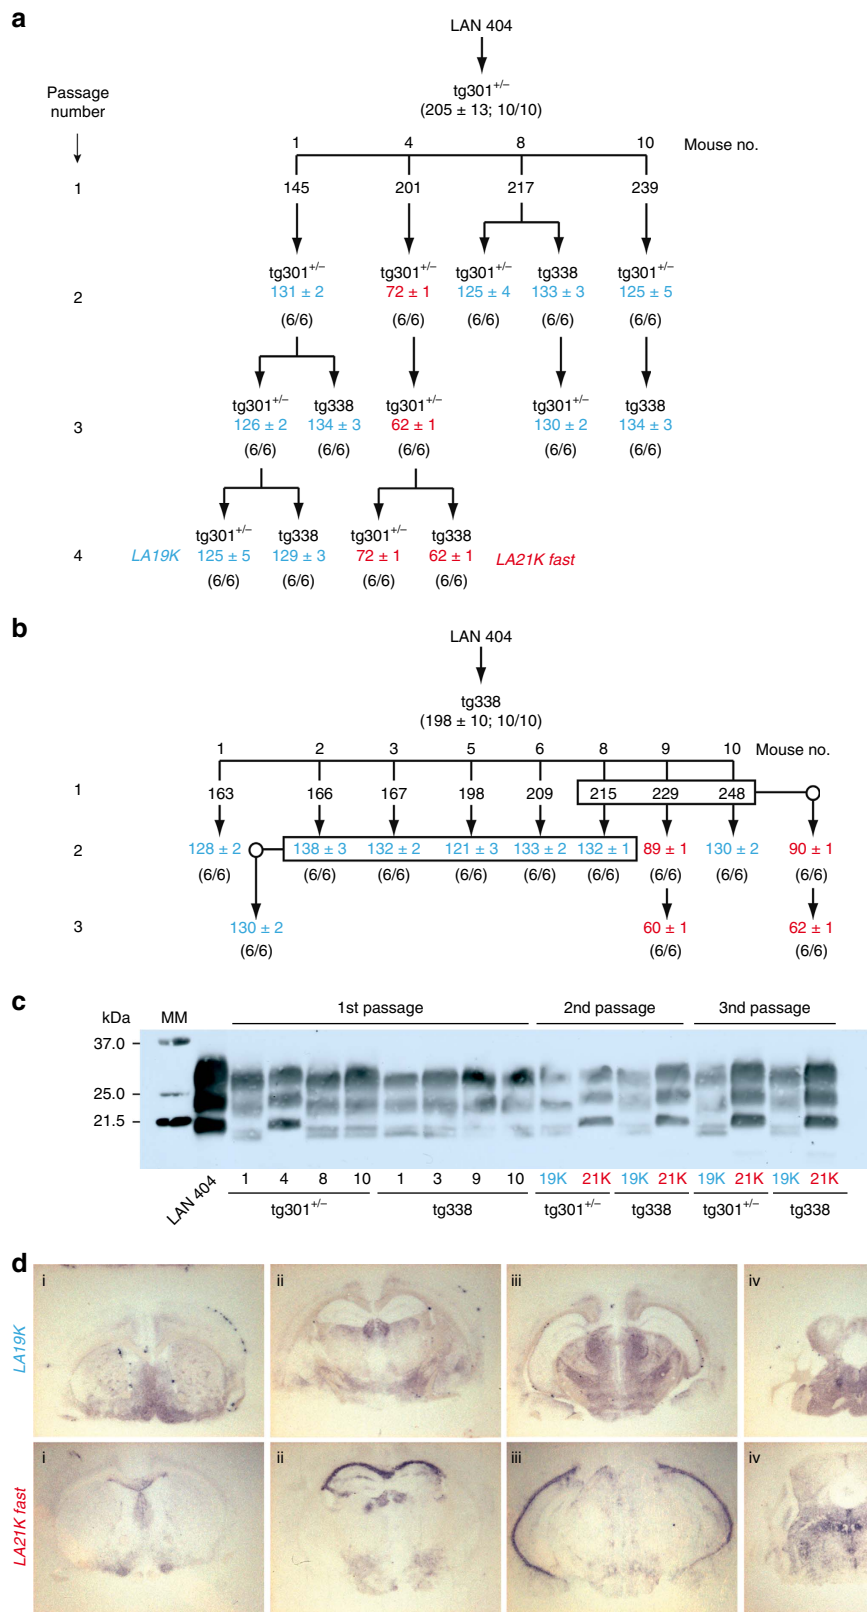 a
LAN 404
tg301+/–
(205 ± 13; 10/10)
Passage
number
1 4 8 10 Mouse no.
1 145 201 217 239
tg301+/– tg301+/– tg301+/– tg338 tg301+/–
2 131 ± 2 72 ± 1 125 ± 4 133 ± 3 125 ± 5
(6/6) (6/6) (6/6) (6/6) (6/6)
tg301+/– tg338 tg301+/– tg301+/– tg338
3 126 ± 2 134 ± 3 62 ± 1 130 ± 2 134 ± 3
(6/6) (6/6) (6/6) (6/6) (6/6)
tg301+/– tg338 tg301+/– tg338
4 LA19K 125 ± 5 129 ± 3 72 ± 1 62 ± 1 LA21K fast
(6/6) (6/6) (6/6) (6/6)
b
LAN 404
tg338
(198 ± 10; 10/10)
1 2 3 5 6 8 9 10 Mouse no.
1 163 166 167 198 209 215 229 248
2 128 ± 2 138 ± 3 132 ± 2 121 ± 3 133 ± 2 132 ± 1 89 ± 1 130 ± 2 90 ± 1
(6/6) (6/6) (6/6) (6/6) (6/6) (6/6) (6/6) (6/6) (6/6)
3 130 ± 2 60 ± 1 62 ± 1
(6/6) (6/6) (6/6)
c
kDa MM 1st passage 2nd passage 3nd passage
37.0
25.0
21.5
LAN 404 1 4 8 10 1 3 9 10 19K 21K 19K 21K 19K 21K 19K 21K
tg301+/– tg338 tg301+/– tg338 tg301+/– tg338
d
LA19K
i ii iii iv
LA21K fast
i ii iii iv